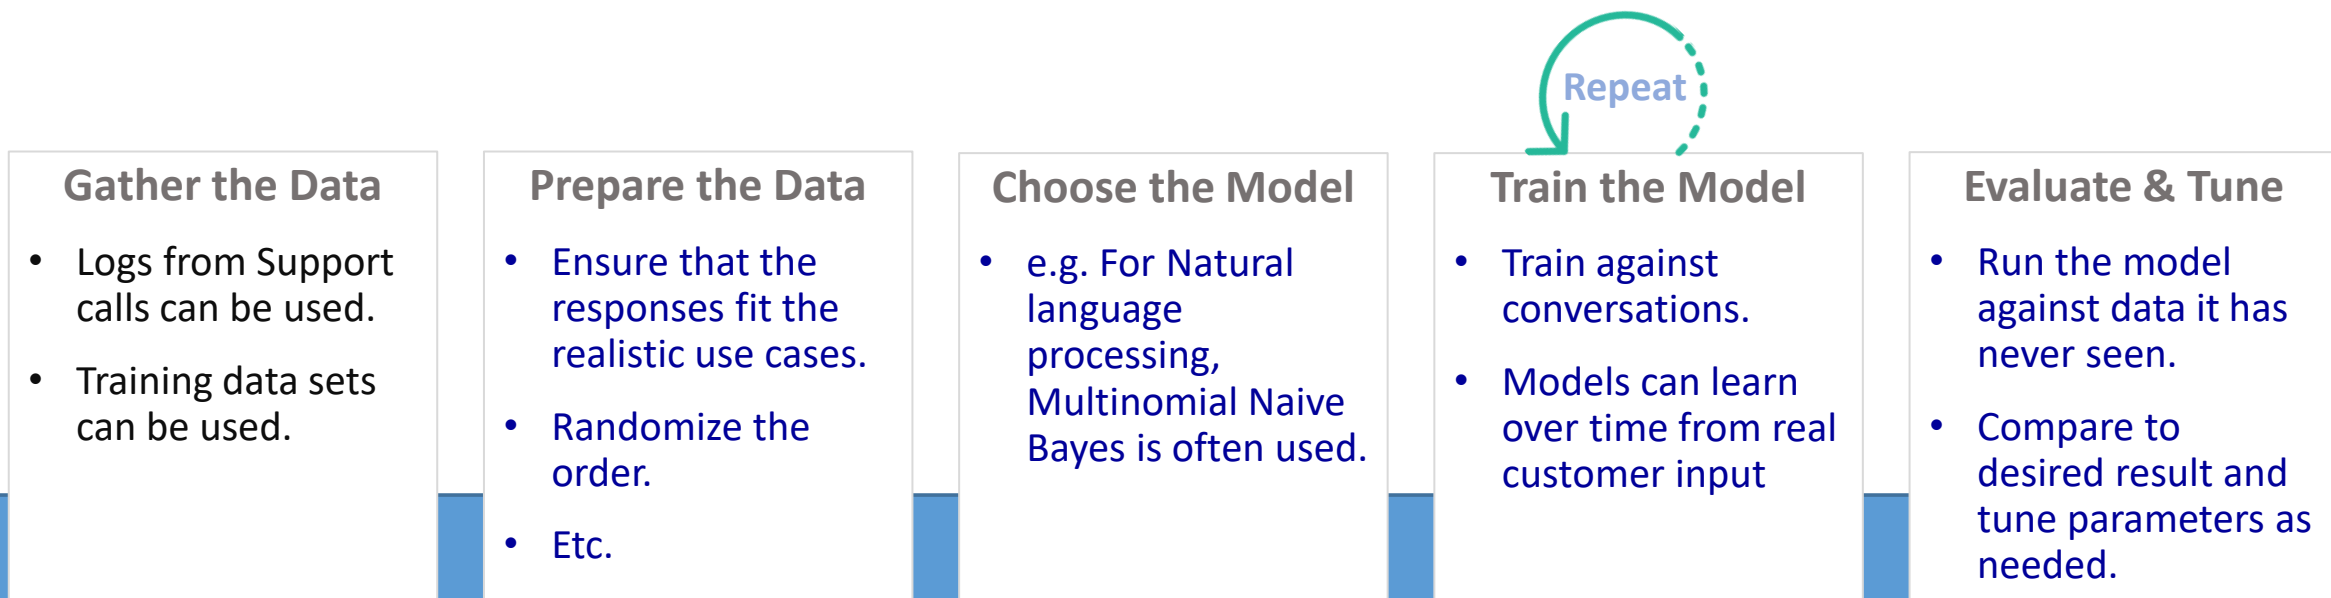 Repeat
Gather the Data
• Logs from Support
calls can be used.
• Training data sets
can be used.
Prepare the Data
• Ensure that the
responses fit the
realistic use cases.
• Randomize the
order.
• Etc.
Choose the Model
• e.g. For Natural
language
processing,
Multinomial Naive
Bayes is often used.
Train the Model
• Train against
conversations.
• Models can learn
over time from real
customer input
Evaluate & Tune
• Run the model
against data it has
never seen.
• Compare to
desired result and
tune parameters as
needed.